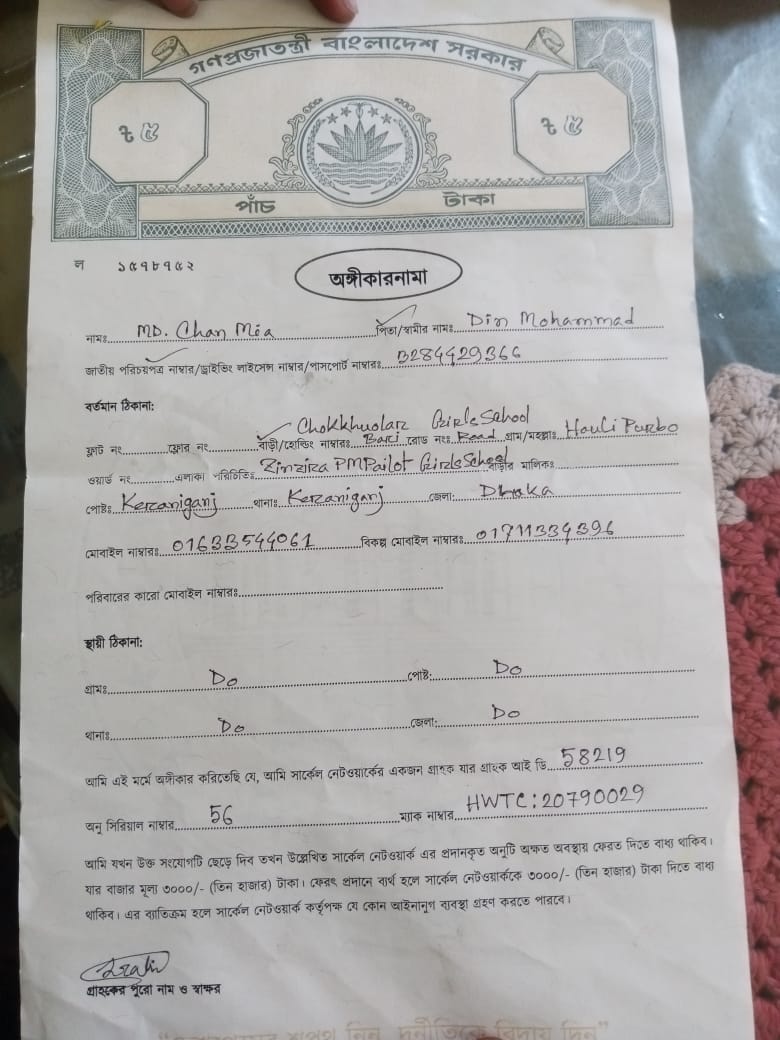 গণপ্রজাতন্ত্রী বাংলাদেশ সরকার
৳ ৫ ৳ ৫
পাঁচ টাকা
ল ১৫৭৮৭৫২
অঙ্গীকারনামা
নামঃ MD. Chan Mia পিতা/স্বামীর নামঃ Din Mohammad
জাতীয় পরিচয়পত্র নাম্বার/ড্রাইভিং লাইসেন্স নাম্বার/পাসপোর্ট নাম্বারঃ 3284429366
বর্তমান ঠিকানা:
Girls School
ফ্লাট নং ফ্লোর নং বাড়ী/হোল্ডিং নাম্বারঃ Bari রোড নংঃ Road গ্রাম/মহল্লাঃ Hauli Purbo
ওয়ার্ড নং এলাকা পরিচিতিঃ Zinzira PM Pailot Girls School বাড়ীর মালিকঃ
পোষ্টঃ Keraniganj থানাঃ Keraniganj জেলা: Dhaka
মোবাইল নাম্বারঃ 01633544061 বিকল্প মোবাইল নাম্বারঃ 01711334396
পরিবারের কারো মোবাইল নাম্বারঃ
স্থায়ী ঠিকানা:
গ্রামঃ Do পোষ্ট: Do
থানাঃ Do জেলা: Do
আমি এই মর্মে অঙ্গীকার করিতেছি যে, আমি সার্কেল নেটওয়ার্কের একজন গ্রাহক যার গ্রাহক আই ডি 58219
অনু সিরিয়াল নাম্বার 56 ম্যাক নাম্বার HWTC:20790029
আমি যখন উক্ত সংযোগটি ছেড়ে দিব তখন উল্লেখিত সার্কেল নেটওয়ার্ক এর প্রদানকৃত অনুটি অক্ষত অবস্থায় ফেরত দিতে বাধ্য থাকিব।
যার বাজার মূল্য ৩০০০/- (তিন হাজার) টাকা। ফেরৎ প্রদানে ব্যর্থ হলে সার্কেল নেটওয়ার্ককে ৩০০০/- (তিন হাজার) টাকা দিতে বাধ্য
থাকিব। এর ব্যতিক্রম হলে সার্কেল নেটওয়ার্ক কর্তৃপক্ষ যে কোন আইনানুগ ব্যবস্থা গ্রহণ করতে পারবে।
গ্রাহকের পুরো নাম ও স্বাক্ষর
শপথ নিন, দুর্নীতিকে বিদায় দিন"